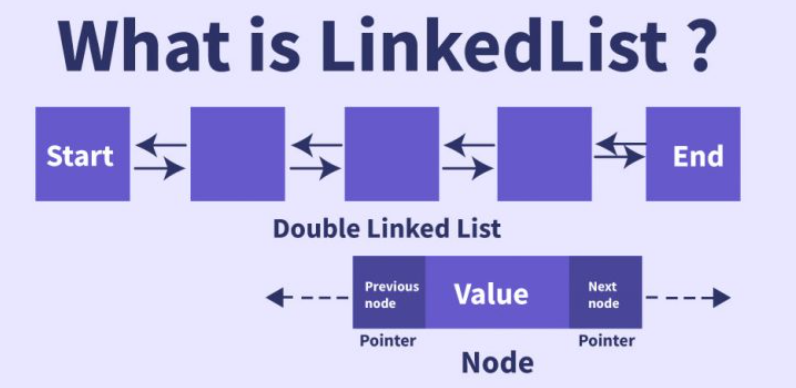 What is LinkedList ?
Start
End
Double Linked List
Previous
node
Value
Next
node
Pointer
Pointer
Node